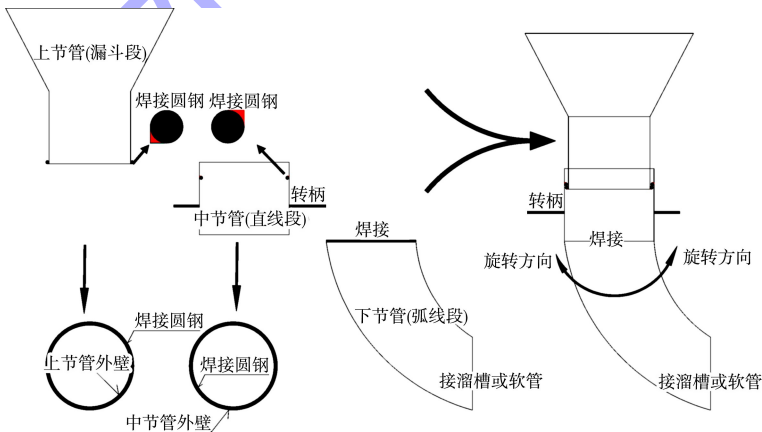 上节管(漏斗段)
焊接圆钢
焊接圆钢
转柄
中节管(直线段)
焊接圆钢
上节管外壁
焊接圆钢
中节管外壁
焊接
下节管(弧线段)
接溜槽或软管
转柄
焊接
旋转方向
旋转方向
接溜槽或软管